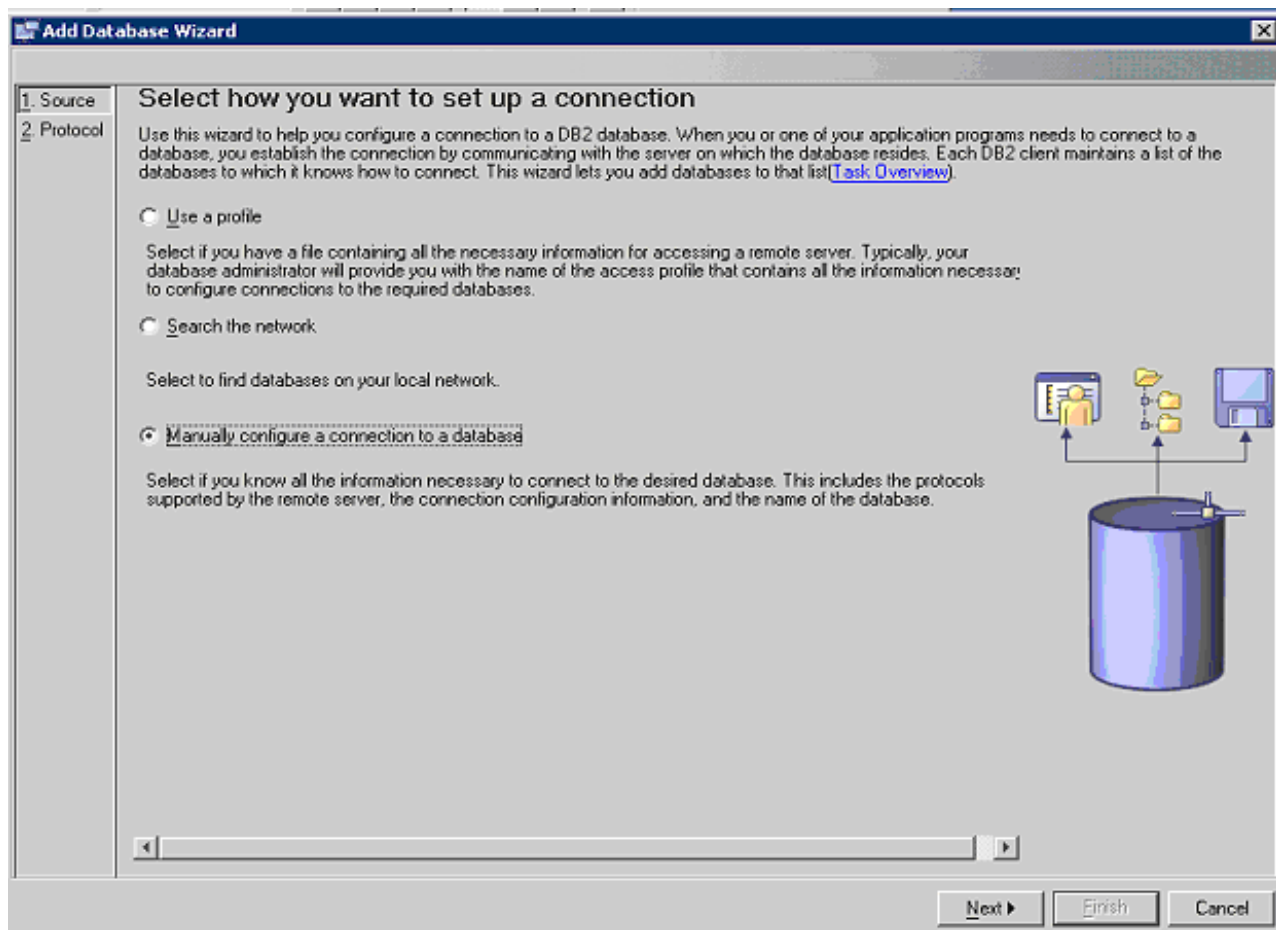 Add Database Wizard
1. Source
2. Protocol
Select how you want to set up a connection
Use this wizard to help you configure a connection to a DB2 database. When you or one of your application programs needs to connect to a
database, you establish the connection by communicating with the server on which the database resides. Each DB2 client maintains a list of the
databases to which it knows how to connect. This wizard lets you add databases to that list(Task Overview).
Use a profile
Select if you have a file containing all the necessary information for accessing a remote server. Typically, your
database administrator will provide you with the name of the access profile that contains all the information necessary
to configure connections to the required databases.
Search the network
Select to find databases on your local network.
Manually configure a connection to a database
Select if you know all the information necessary to connect to the desired database. This includes the protocols
supported by the remote server, the connection configuration information, and the name of the database.
Next
Finish
Cancel